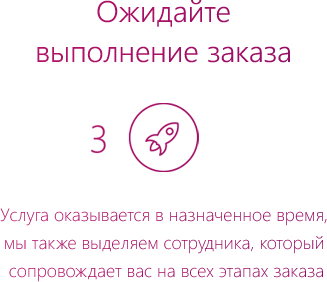 Ожидайте
выполнение заказа
3
Услуга оказывается в назначенное время,
мы также выделяем сотрудника, который
сопровождает вас на всех этапах заказа